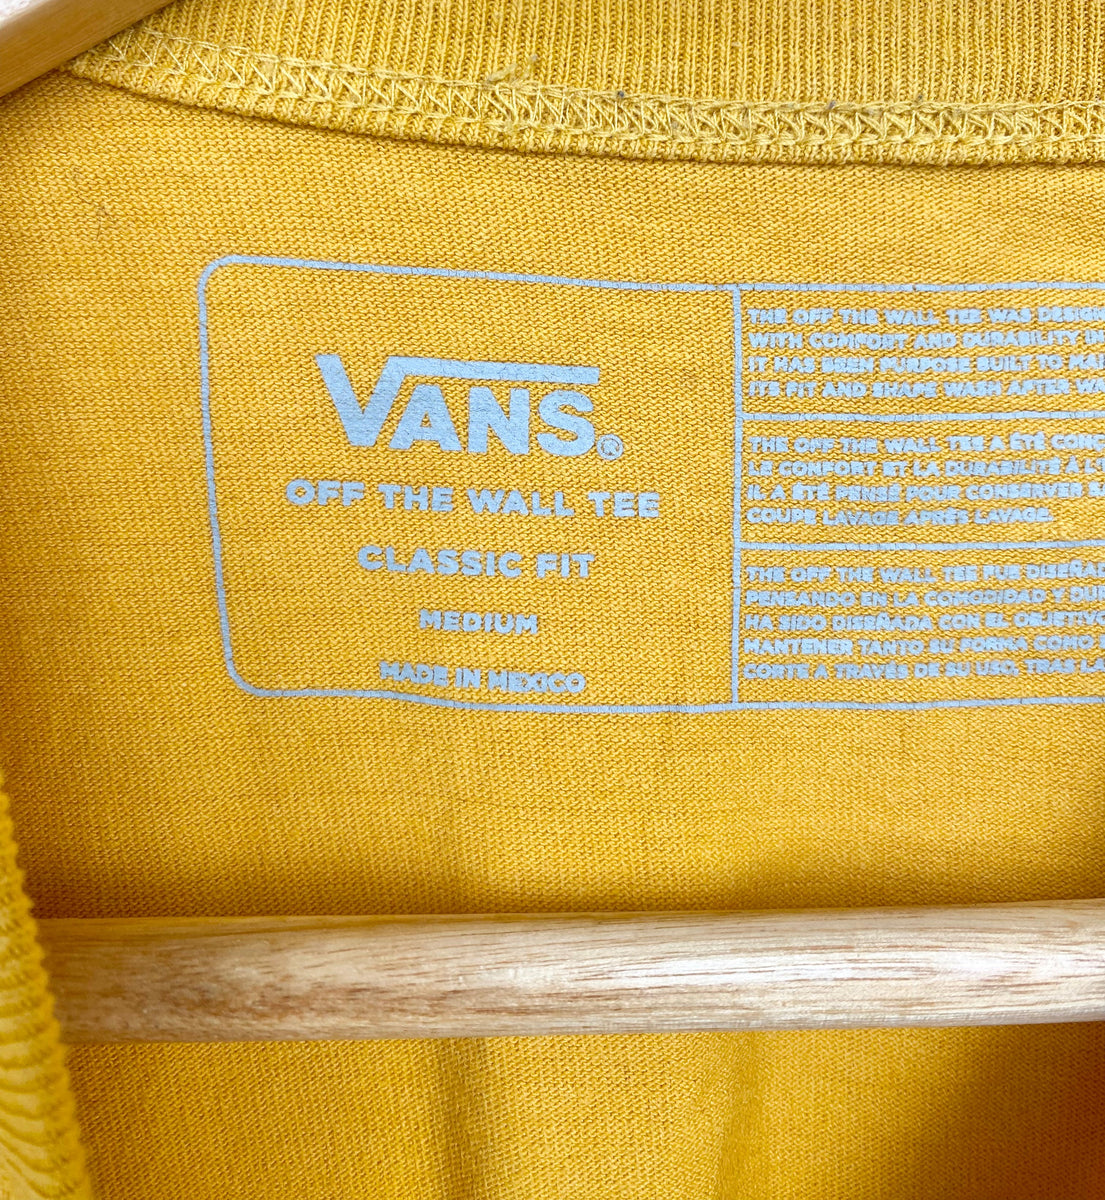 VANS®
OFF THE WALL TEE
CLASSIC FIT
MEDIUM
MADE IN MEXICO
THE OFF THE WALL TEE WAS
WITH COMFORT AND DURABILITY
IT HAS BEEN PURPOSE BUILT TO
ITS FIT AND SHAPE WASH AFTER
THE OFF THE WALL TEE A ÉTÉ
LE CONFORT ET LA DURABILITÉ À
IL A ÉTÉ PENSÉ POUR CONSERVER
COUPE LAVAGE APRÈS LAVAGE.
THE OFF THE WALL TEE FUE
PENSANDO EN LA COMODIDAD Y
HA SIDO DISEÑADA CON EL OBJETIVO
MANTENER TANTO SU FORMA COMO
CORTE A TRAVÉS DE SU USO, TRAS